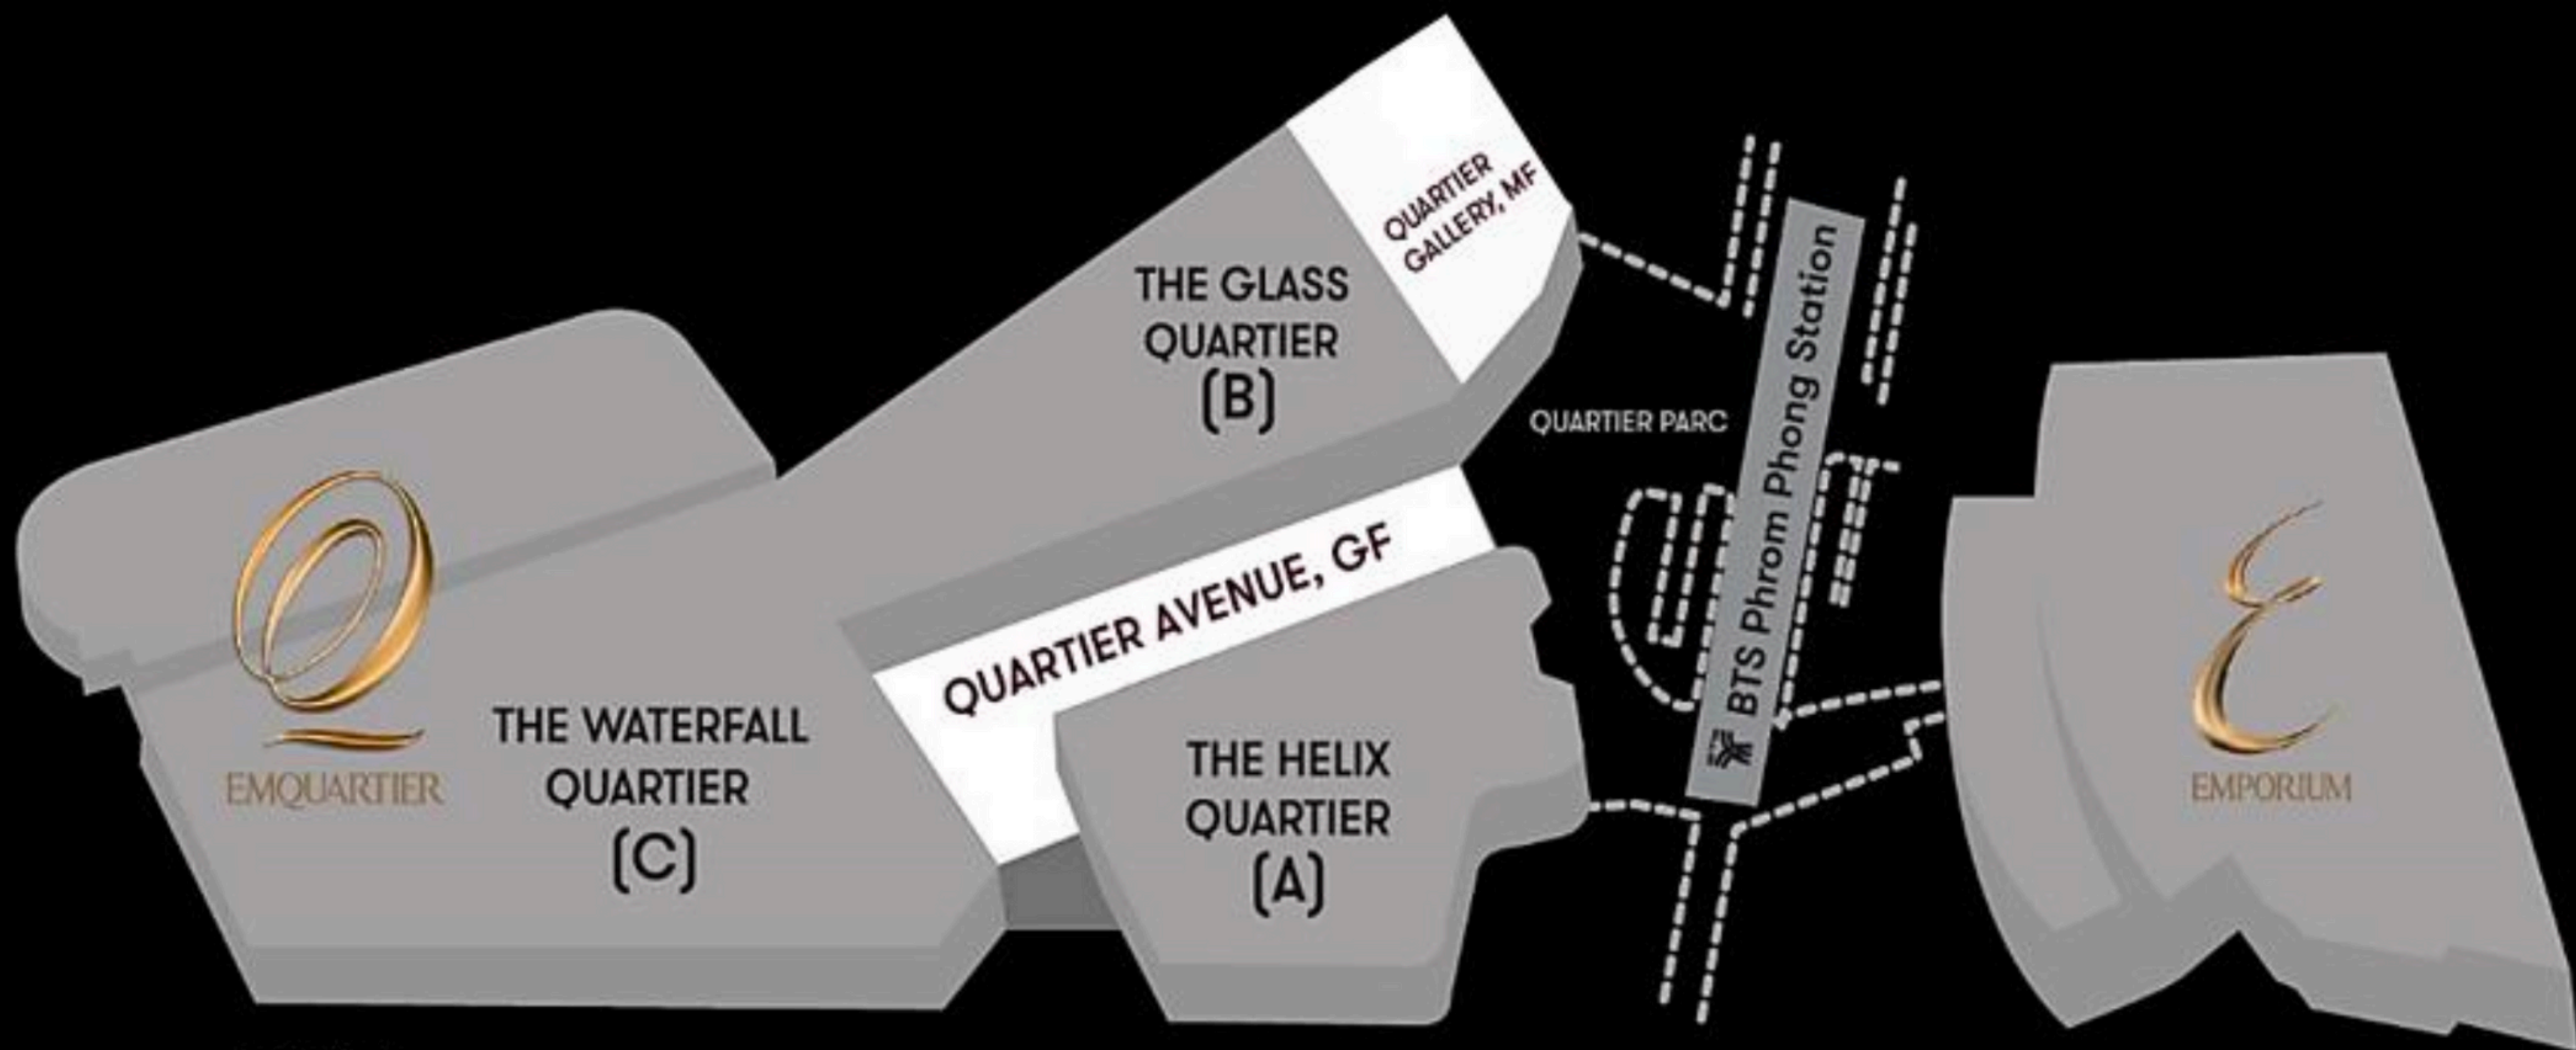 QUARTIER
GALLERY, MF
THE GLASS
QUARTIER
(B)
QUARTIER PARC
BTS Phrom Phong Station
QUARTIER AVENUE, GF
EMQUARTIER
THE WATERFALL
QUARTIER
(C)
THE HELIX
QUARTIER
(A)
EMPORIUM